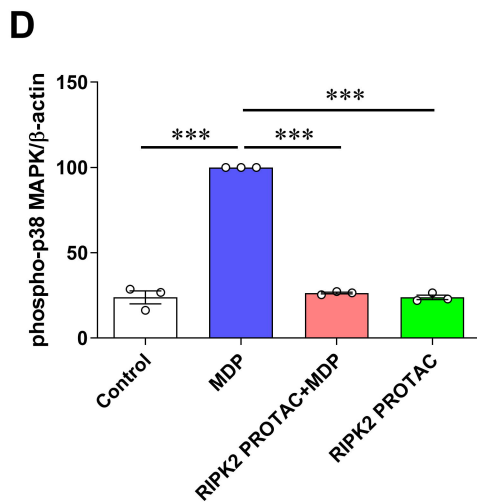 D
phospho-p38 MAPK/β-actin
150
100
50
0
***
***
***
Control
MDP
RIPK2 PROTAC+MDP
RIPK2 PROTAC